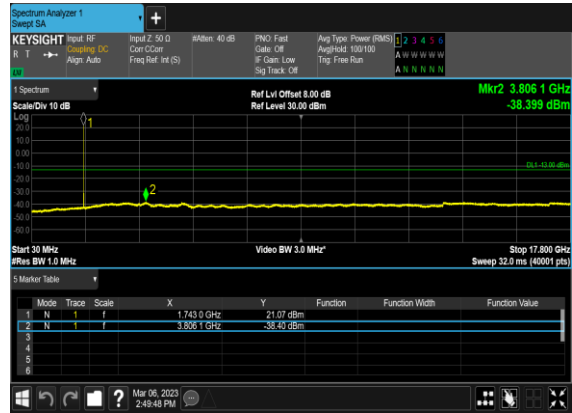 Spectrum Analyzer 1
Swept SA
+
KEYSIGHT Input: RF Input Z: 50 Ω #Atten: 40 dB PNO: Fast Avg Type: Power (RMS) 1 2 3 4 5 6
R T Coupling: DC Corr CCorr Gate: Off Avg|Hold: 100/100 A W W W W W
Align: Auto Freq Ref: Int (S) IF Gain: Low Trig: Free Run A N N N N N
Sig Track: Off
1 Spectrum Ref Lvl Offset 8.00 dB Mkr2 3.806 1 GHz
Scale/Div 10 dB Ref Level 30.00 dBm -38.399 dBm
Log
20.0
10.0
0.00
-10.0
-20.0
-30.0
-40.0
-50.0
-60.0
1
2
DL1 -13.00 dBm
Start 30 MHz Video BW 3.0 MHz* Stop 17.800 GHz
#Res BW 1.0 MHz Sweep 32.0 ms (40001 pts)
5 Marker Table
Mode Trace Scale X Y Function Function Width Function Value
1 N 1 f 1.743 0 GHz 21.07 dBm
2 N 1 f 3.806 1 GHz -38.40 dBm
3
4
5
6
? Mar 06, 2023
2:49:48 PM